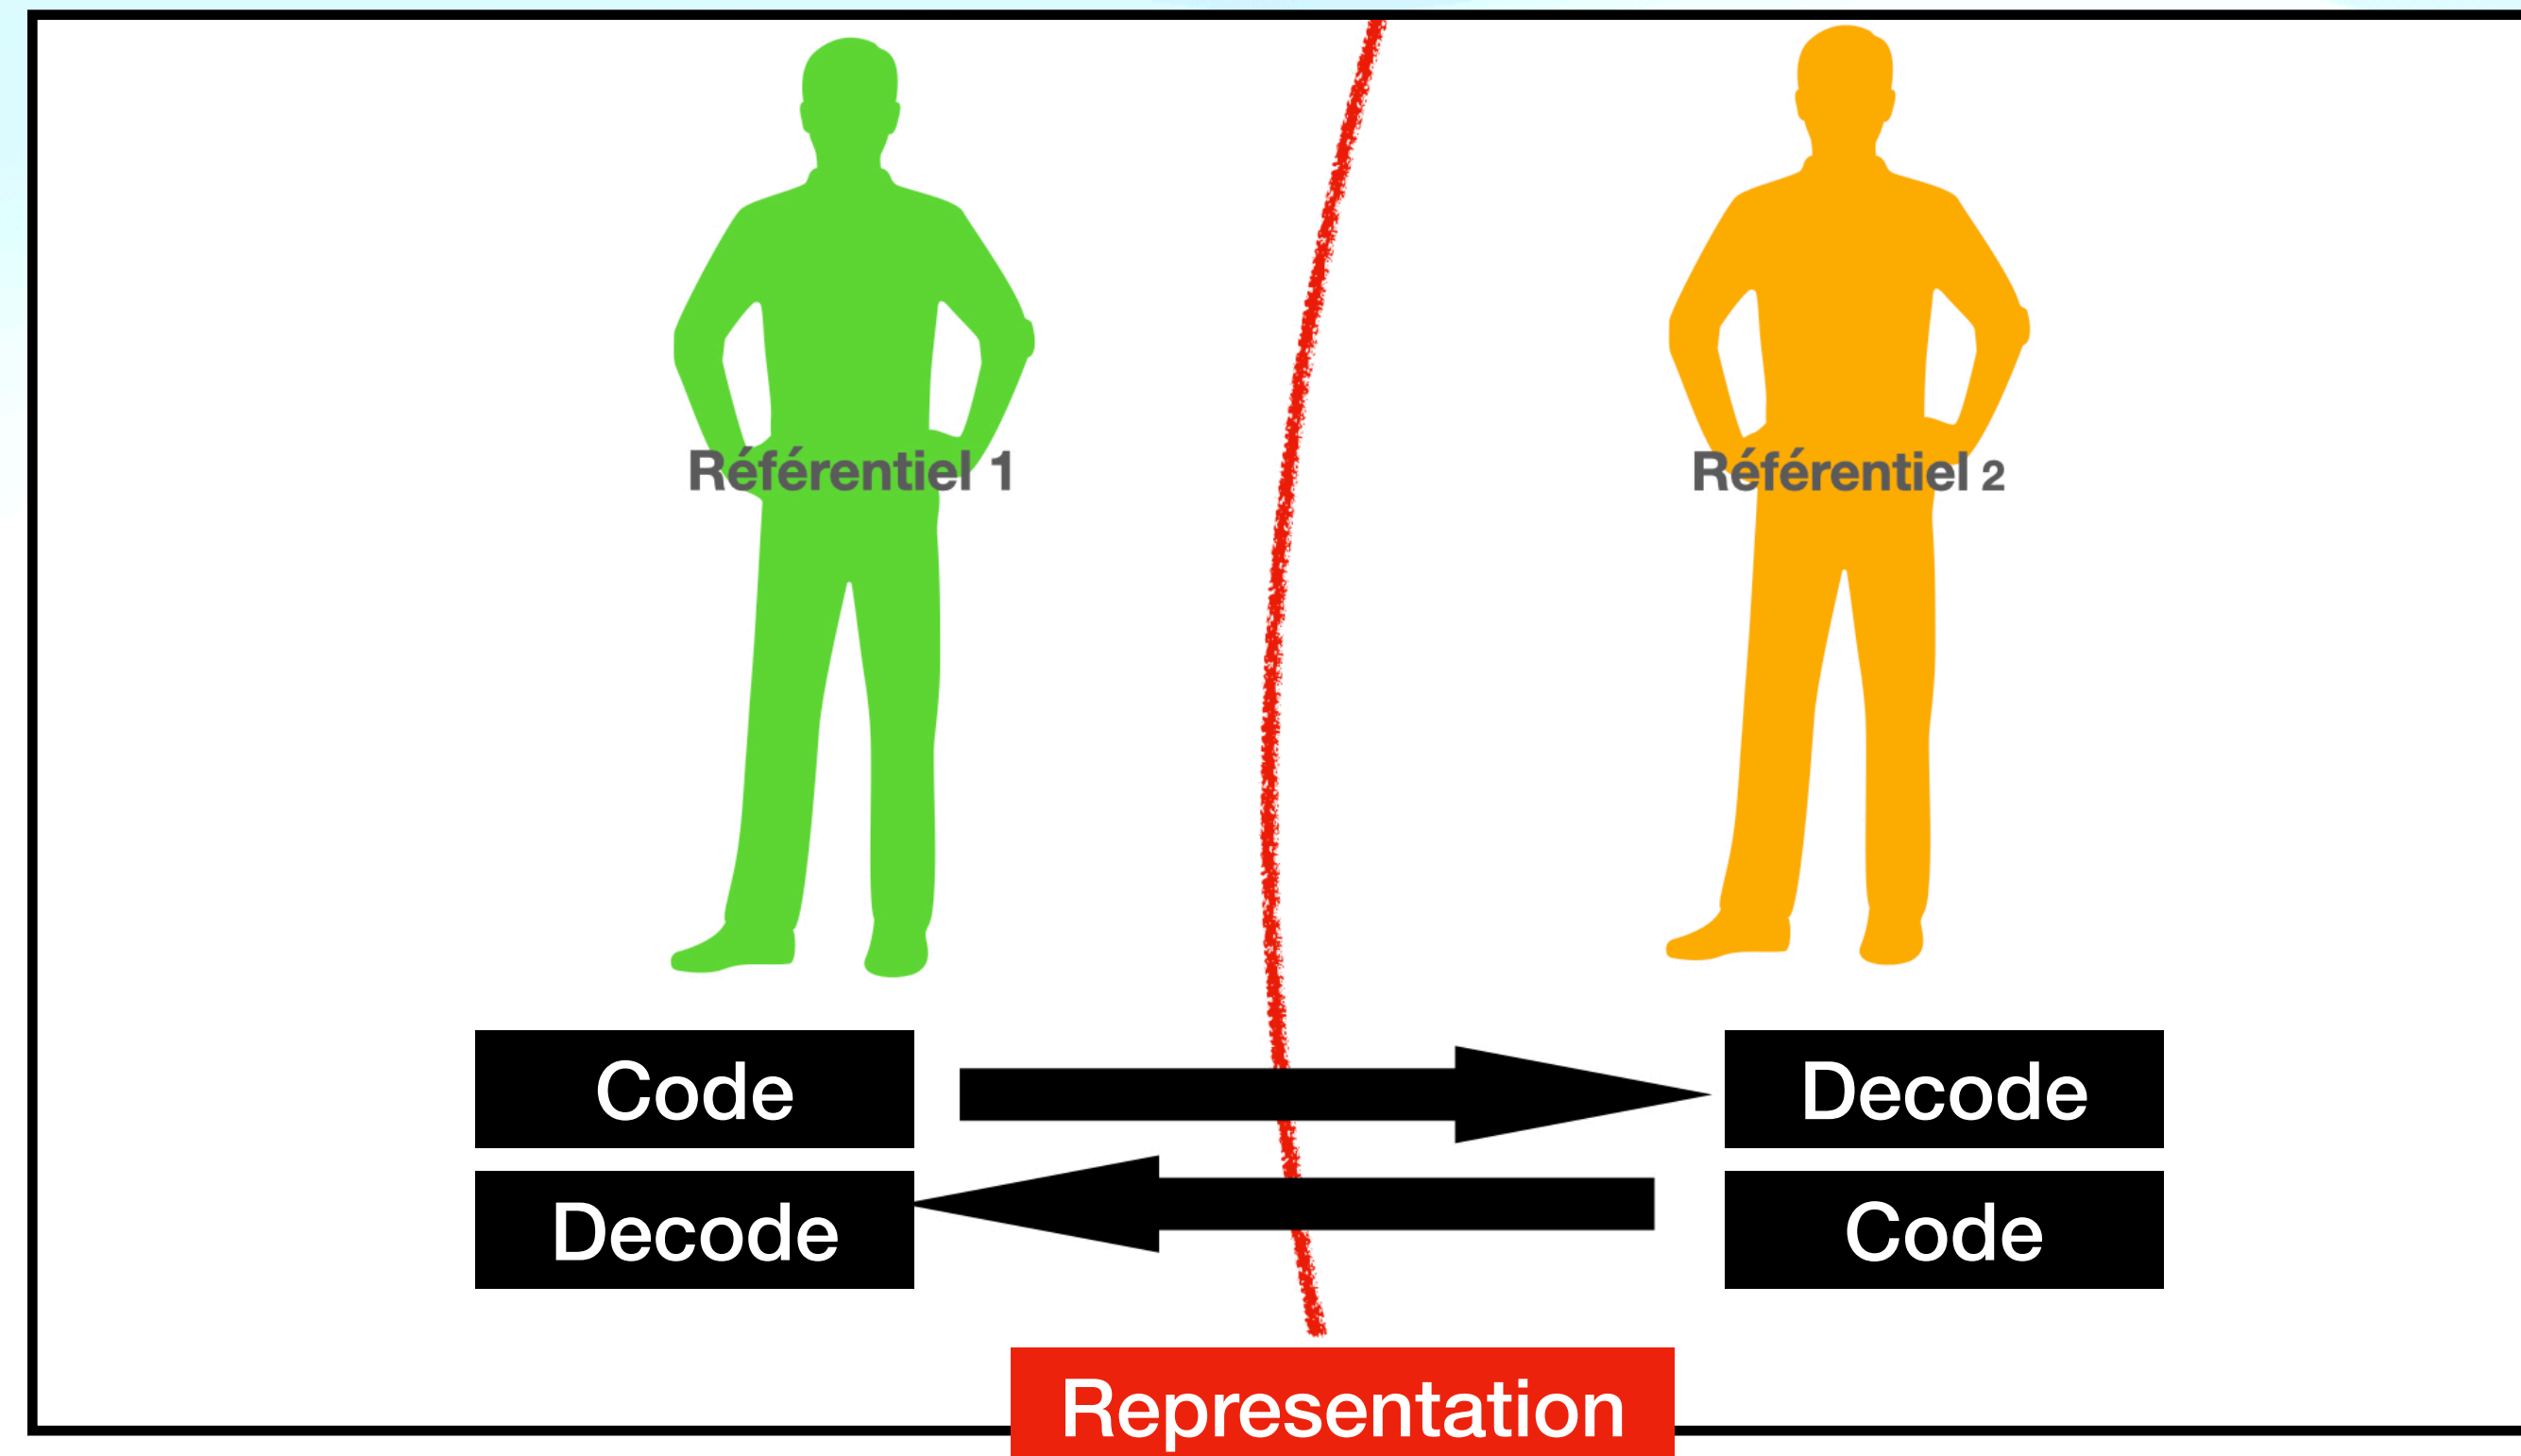 Référentiel 1
Référentiel 2
Code
Decode
Decode
Code
Representation